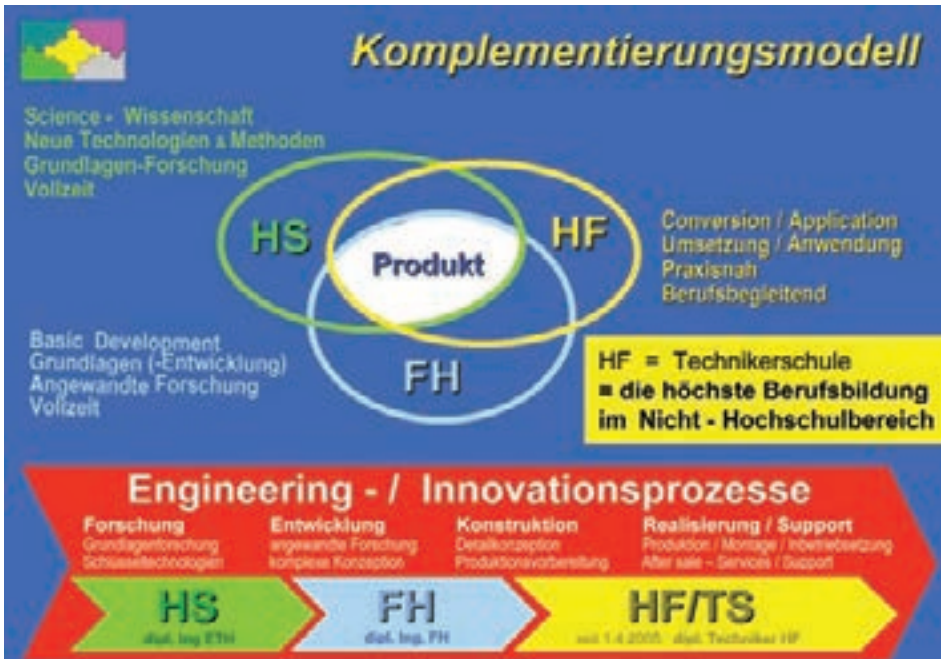 Komplementierungsmodell
Science - Wissenschaft
Neue Technologien & Methoden
Grundlagen-Forschung
Vollzeit
HS
HF
Produkt
FH
Conversion / Application
Umsetzung / Anwendung
Praxisnah
Berufsbegleitend
Basic Development
Grundlagen (-Entwicklung)
Angewandte Forschung
Vollzeit
HF = Technikerschule
= die höchste Berufsbildung
im Nicht - Hochschulbereich
Engineering - / Innovationsprozesse
Forschung
Grundlagenforschung
Schlüsseltechnologien
Entwicklung
angewandte Forschung
komplexe Konzeption
Konstruktion
Detailkonzeption
Produktionsvorbereitung
Realisierung / Support
Produktion / Montage / Inbetriebsetzung
After sale – Services / Support
HS
dipl. Ing ETH
FH
dipl. Ing. FH
HF/TS
seit 1.4.2005 dipl. Techniker HF